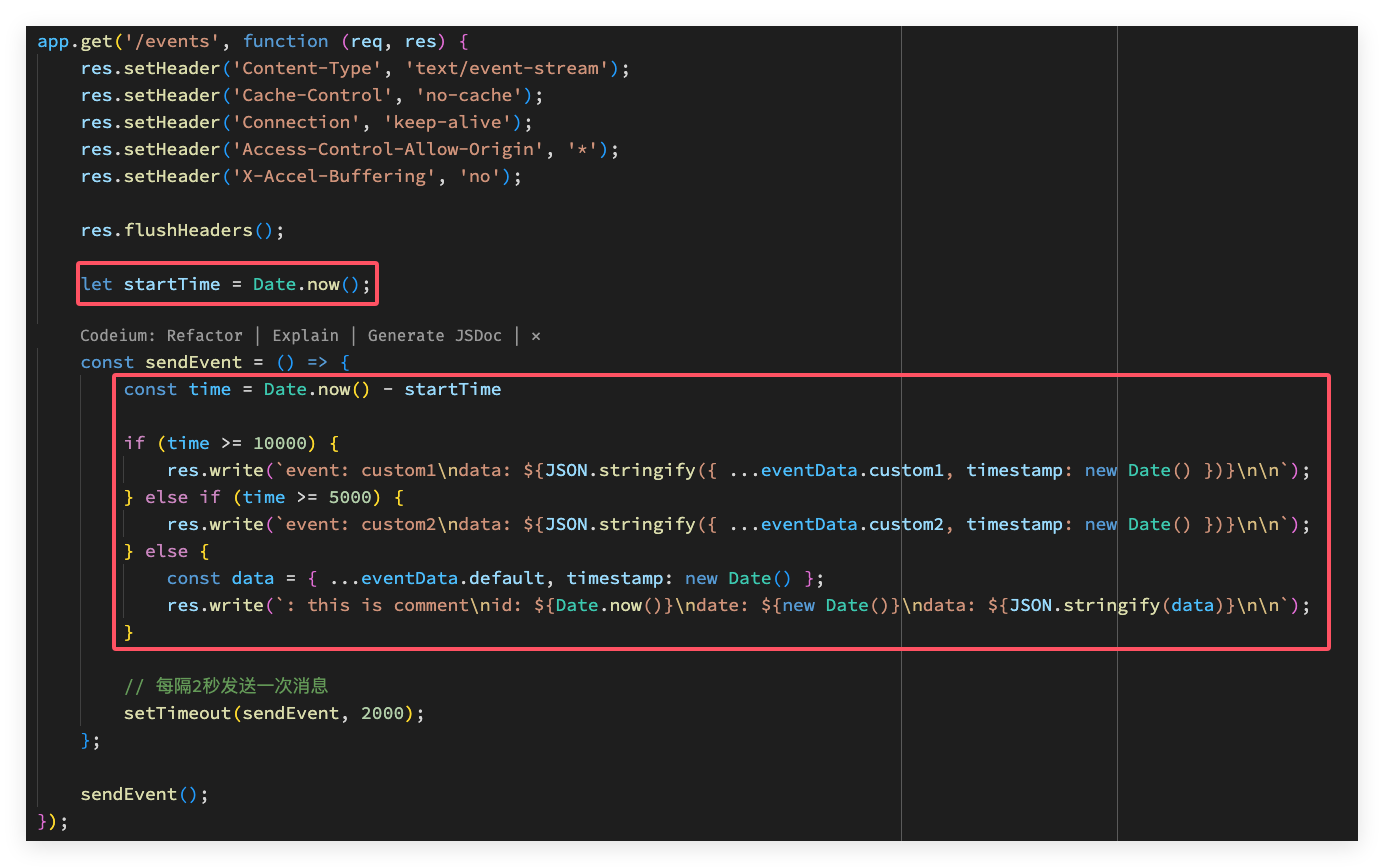 app.get('/events', function (req, res) {
    res.setHeader('Content-Type', 'text/event-stream');
    res.setHeader('Cache-Control', 'no-cache');
    res.setHeader('Connection', 'keep-alive');
    res.setHeader('Access-Control-Allow-Origin', '*');
    res.setHeader('X-Accel-Buffering', 'no');
    res.flushHeaders();
    let startTime = Date.now();
    Codeium: Refactor | Explain | Generate JSDoc | ×
    const sendEvent = () => {
        const time = Date.now() - startTime
        if (time >= 10000) {
            res.write(`event: custom1\ndata: ${JSON.stringify({ ...eventData.custom1, timestamp: new Date() })}\n\n`);
        } else if (time >= 5000) {
            res.write(`event: custom2\ndata: ${JSON.stringify({ ...eventData.custom2, timestamp: new Date() })}\n\n`);
        } else {
            const data = { ...eventData.default, timestamp: new Date() };
            res.write(`: this is comment\nid: ${Date.now()}\ndate: ${new Date()}\ndata: ${JSON.stringify(data)}\n\n`);
        }
        // 每隔2秒发送一次消息
        setTimeout(sendEvent, 2000);
    };
    sendEvent();
});